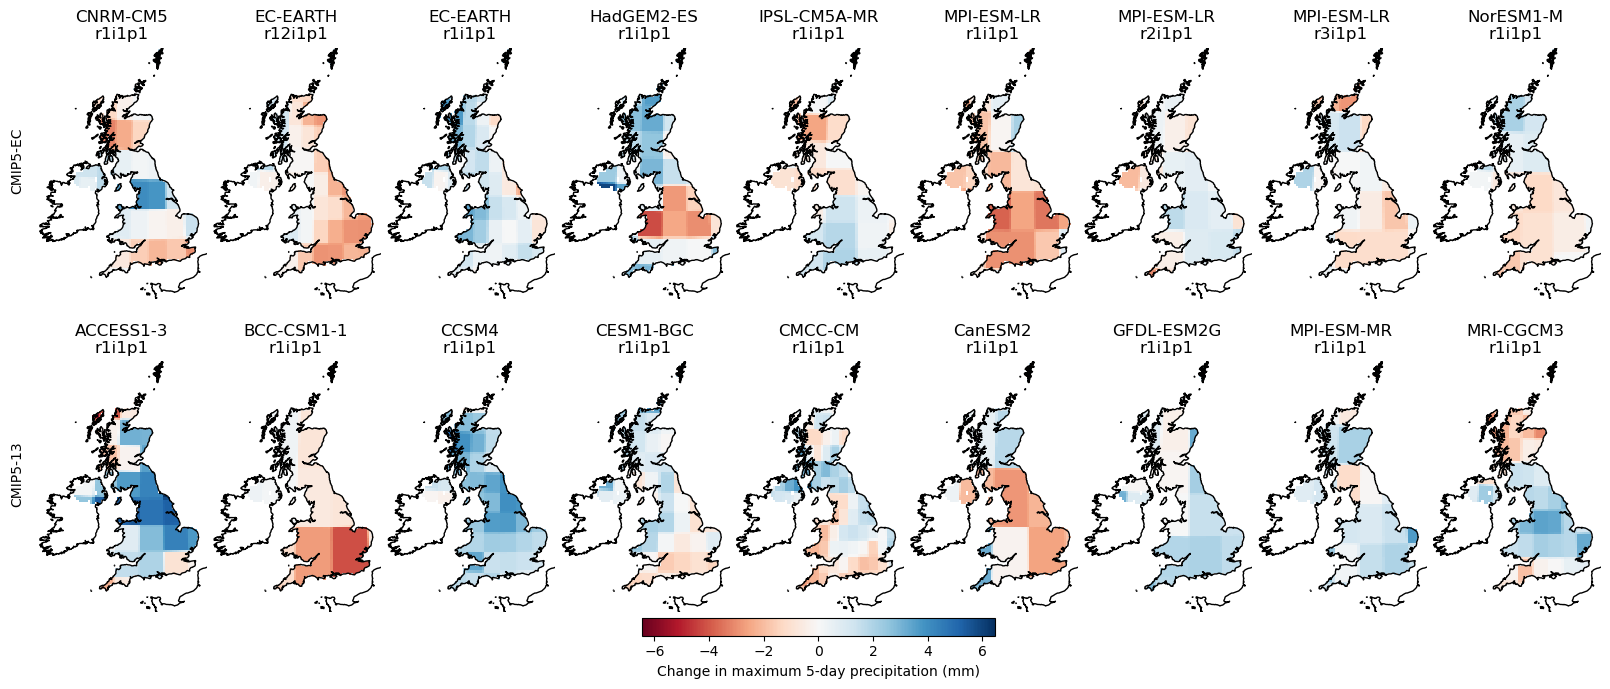 CNRM-CM5 EC-EARTH EC-EARTH HadGEM2-ES IPSL-CM5A-MR MPI-ESM-LR MPI-ESM-LR MPI-ESM-LR NorESM1-M
r1i1p1 r12i1p1 r1i1p1 r1i1p1 r1i1p1 r1i1p1 r2i1p1 r3i1p1 r1i1p1
CMIP5-EC
ACCESS1-3 BCC-CSM1-1 CCSM4 CESM1-BGC CMCC-CM CanESM2 GFDL-ESM2G MPI-ESM-MR MRI-CGCM3
r1i1p1 r1i1p1 r1i1p1 r1i1p1 r1i1p1 r1i1p1 r1i1p1 r1i1p1 r1i1p1
CMIP5-13
−6 −4 −2 0 2 4 6
Change in maximum 5-day precipitation (mm)